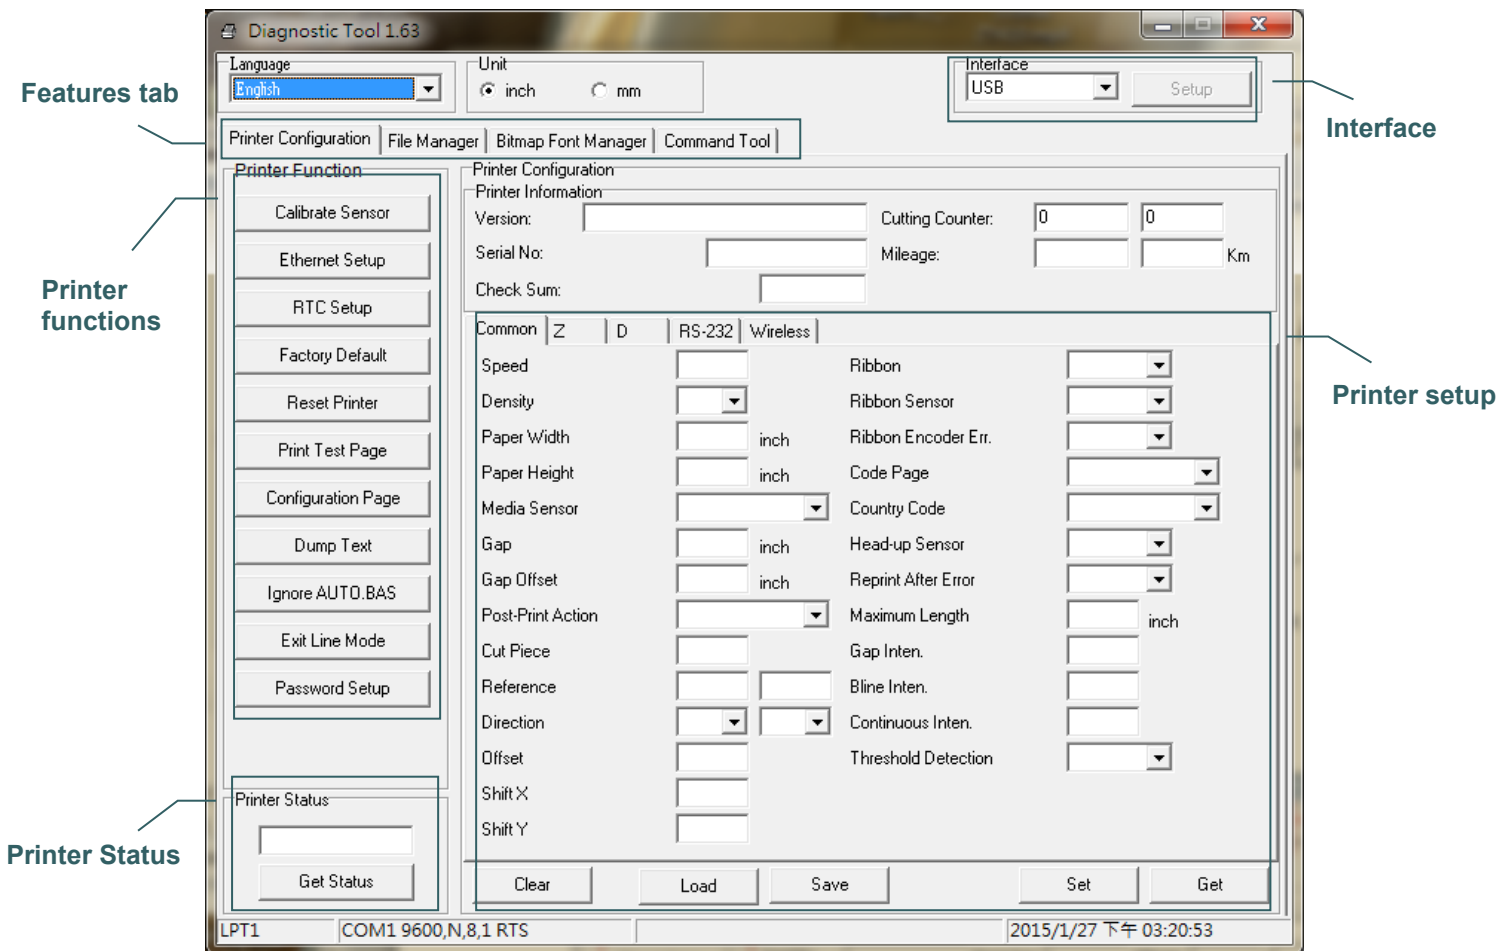 Diagnostic Tool 1.63
Language
English
Unit
inch
mm
Interface
USB
Setup
Features tab
Interface
Printer Configuration
File Manager
Bitmap Font Manager
Command Tool
Printer Function
Calibrate Sensor
Ethernet Setup
RTC Setup
Factory Default
Reset Printer
Print Test Page
Configuration Page
Dump Text
Ignore AUTO.BAS
Exit Line Mode
Password Setup
Printer
functions
Printer Configuration
Printer Information
Version:
Cutting Counter:
0
0
Serial No:
Mileage:
Km
Check Sum:
Common
Z
D
RS-232
Wireless
Printer setup
Speed
Ribbon
Density
Ribbon Sensor
Paper Width
inch
Ribbon Encoder Err.
Paper Height
inch
Code Page
Media Sensor
Country Code
Gap
inch
Head-up Sensor
Gap Offset
inch
Reprint After Error
Post-Print Action
Maximum Length
inch
Cut Piece
Gap Inten.
Reference
Bline Inten.
Direction
Continuous Inten.
Offset
Threshold Detection
Shift X
Shift Y
Printer Status
Printer Status
Get Status
Clear
Load
Save
Set
Get
LPT1
COM1 9600,N,8,1 RTS
2015/1/27 下午 03:20:53